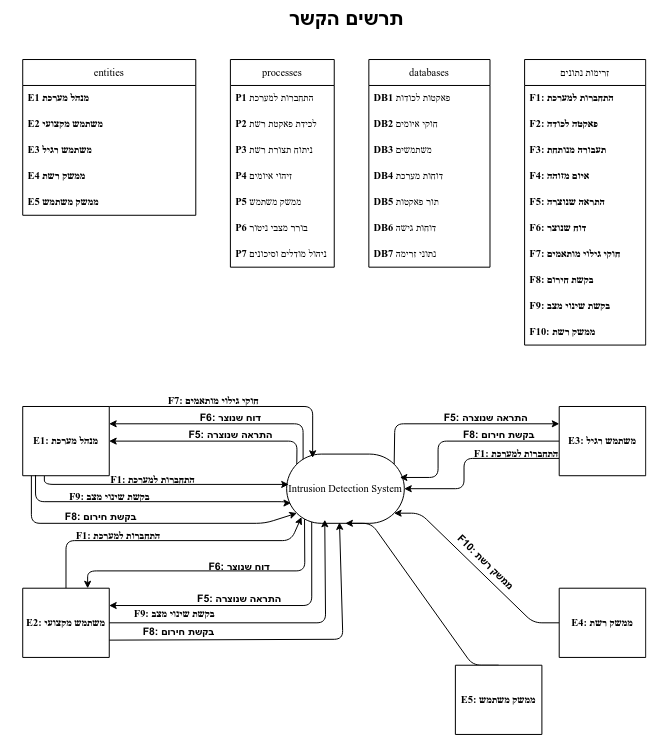 תרשים הקשר
entities
E1 מנהל מערכת
E2 משתמש מקצועי
E3 משתמש רגיל
E4 ממשק רשת
E5 ממשק משתמש
processes
P1 התחברות למערכת
P2 לכידת פאקטת רשת
P3 ניתוח תצורת רשת
P4 זיהוי איומים
P5 ממשק משתמש
P6 בורר מצבי ניטור
P7 ניהול מודלים וסיכונים
databases
DB1 פאקטות לכודות
DB2 חוקי איומים
DB3 משתמשים
DB4 דוחות מערכת
DB5 תור פאקטות
DB6 דוחות גישה
DB7 נתוני זרימה
זרימות נתונים
F1: התחברות למערכת
F2: פאקטה לכודה
F3: תעבורה מנותחת
F4: איום מזוהה
F5: התראה שנוצרה
F6: דוח שנוצר
F7: חוקי גילוי מותאמים
F8: בקשת חירום
F9: בקשת שינוי מצב
F10: ממשק רשת
F7: חוקי גילוי מותאמים
F6: דוח שנוצר
F5: התראה שנוצרה
E1: מנהל מערכת
F1: התחברות למערכת
F9: בקשת שינוי מצב
F8: בקשת חירום
Intrusion Detection System
F5: התראה שנוצרה
F8: בקשת חירום
F1: התחברות למערכת
E3: משתמש רגיל
F1: התחברות למערכת
F6: דוח שנוצר
F5: התראה שנוצרה
F9: בקשת שינוי מצב
F8: בקשת חירום
E2: משתמש מקצועי
F10: ממשק רשת
E4: ממשק רשת
E5: ממשק משתמש